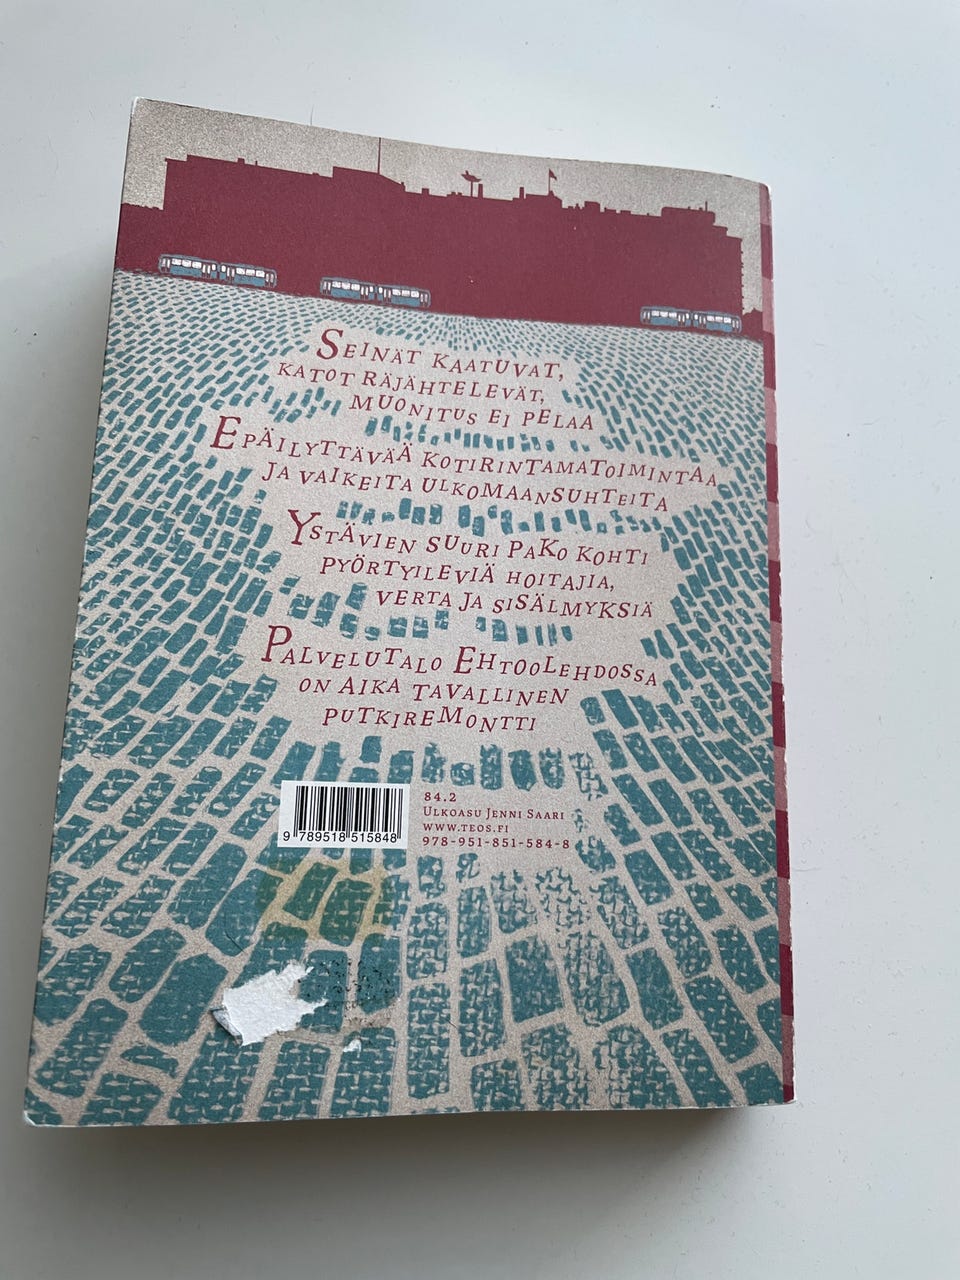 Seinät kaatuvat,
katot räjähtelevät,
muonitus ei pelaa
Epäilyttävää kotirintamatoimintaa
ja vaikeita ulkomaansuhteita
Ystävien suuri pako kohti
pyörtyileviä hoitajia,
verta ja sisälmyksiä
Palvelutalo Ehtoolehdossa
on aika tavallinen
putkiremontti
84.2
Ulkoasu Jenni Saari
www.teos.fi
978-951-851-584-8
9 789518 515848